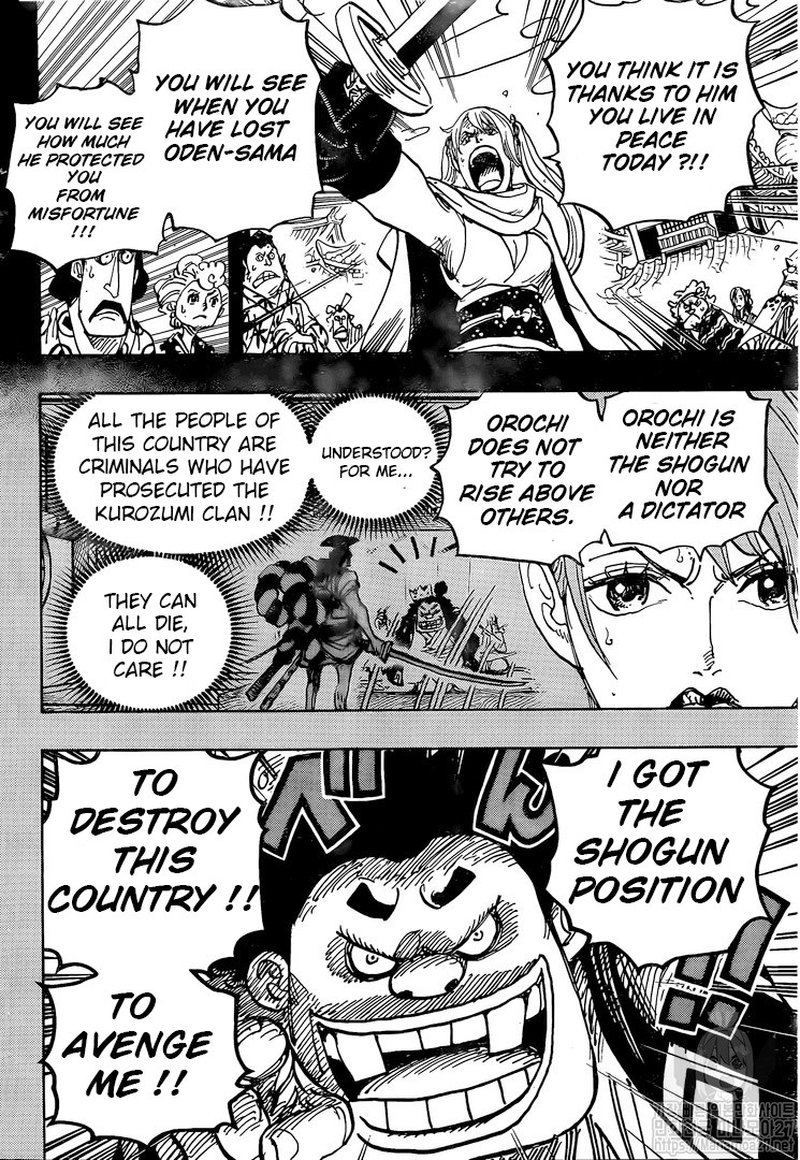 YOU THINK IT IS
THANKS TO HIM
YOU LIVE IN
PEACE
TODAY ?!!
YOU WILL SEE
WHEN YOU
HAVE LOST
ODEN-SAMA
YOU WILL SEE
HOW MUCH
HE PROTECTED
YOU
FROM
MISFORTUNE
!!!
OROCHI IS
NEITHER
THE SHOGUN
NOR
A DICTATOR
OROCHI
DOES NOT
TRY TO
RISE ABOVE
OTHERS.
UNDERSTOOD?
FOR ME...
ALL THE PEOPLE OF
THIS COUNTRY ARE
CRIMINALS WHO HAVE
PROSECUTED THE
KUROZUMI CLAN !!
THEY CAN
ALL DIE,
I DO NOT
CARE !!
I GOT
THE
SHOGUN
POSITION
TO
DESTROY
THIS
COUNTRY !!
TO
AVENGE
ME !!
べん
!!